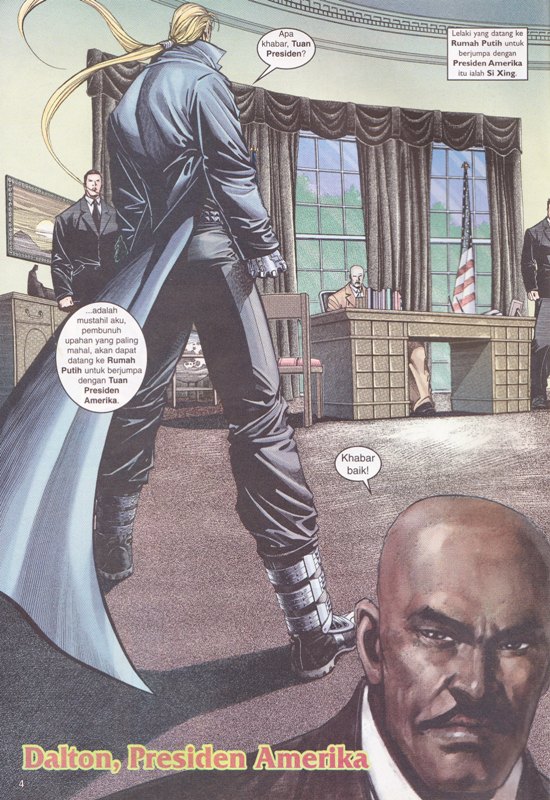 Apa
khabar, Tuan
Presiden?
Lelaki yang datang ke
Rumah Putih untuk
berjumpa dengan
Presiden Amerika
itu ialah Si Xing.
...adalah
mustahil aku,
pembunuh
upahan yang paling
mahal, akan dapat
datang ke Rumah
Putih untuk berjumpa
dengan Tuan
Presiden
Amerika.
Khabar
baik!
Dalton, Presiden Amerika
4